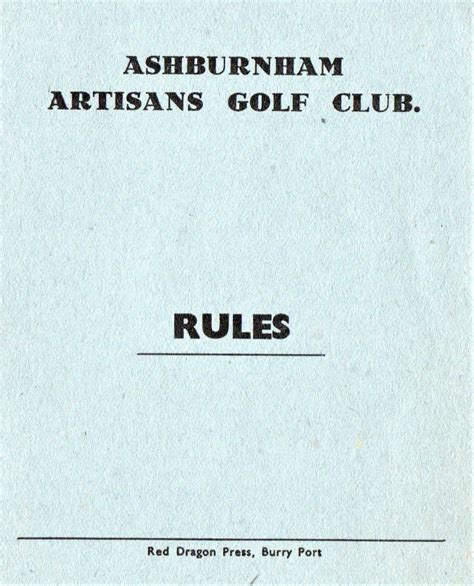 ASHBURNHAM
ARTISANS GOLF CLUB.
RULES
Red Dragon Press, Burry Port